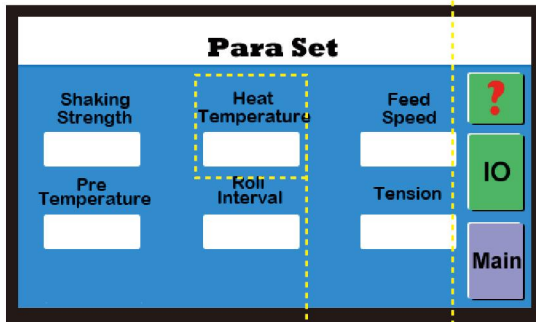 Para Set
Shaking
Strength
Heat
Temperature
Feed
Speed
?
Pre
Temperature
Roll
Interval
Tension
IO
Main